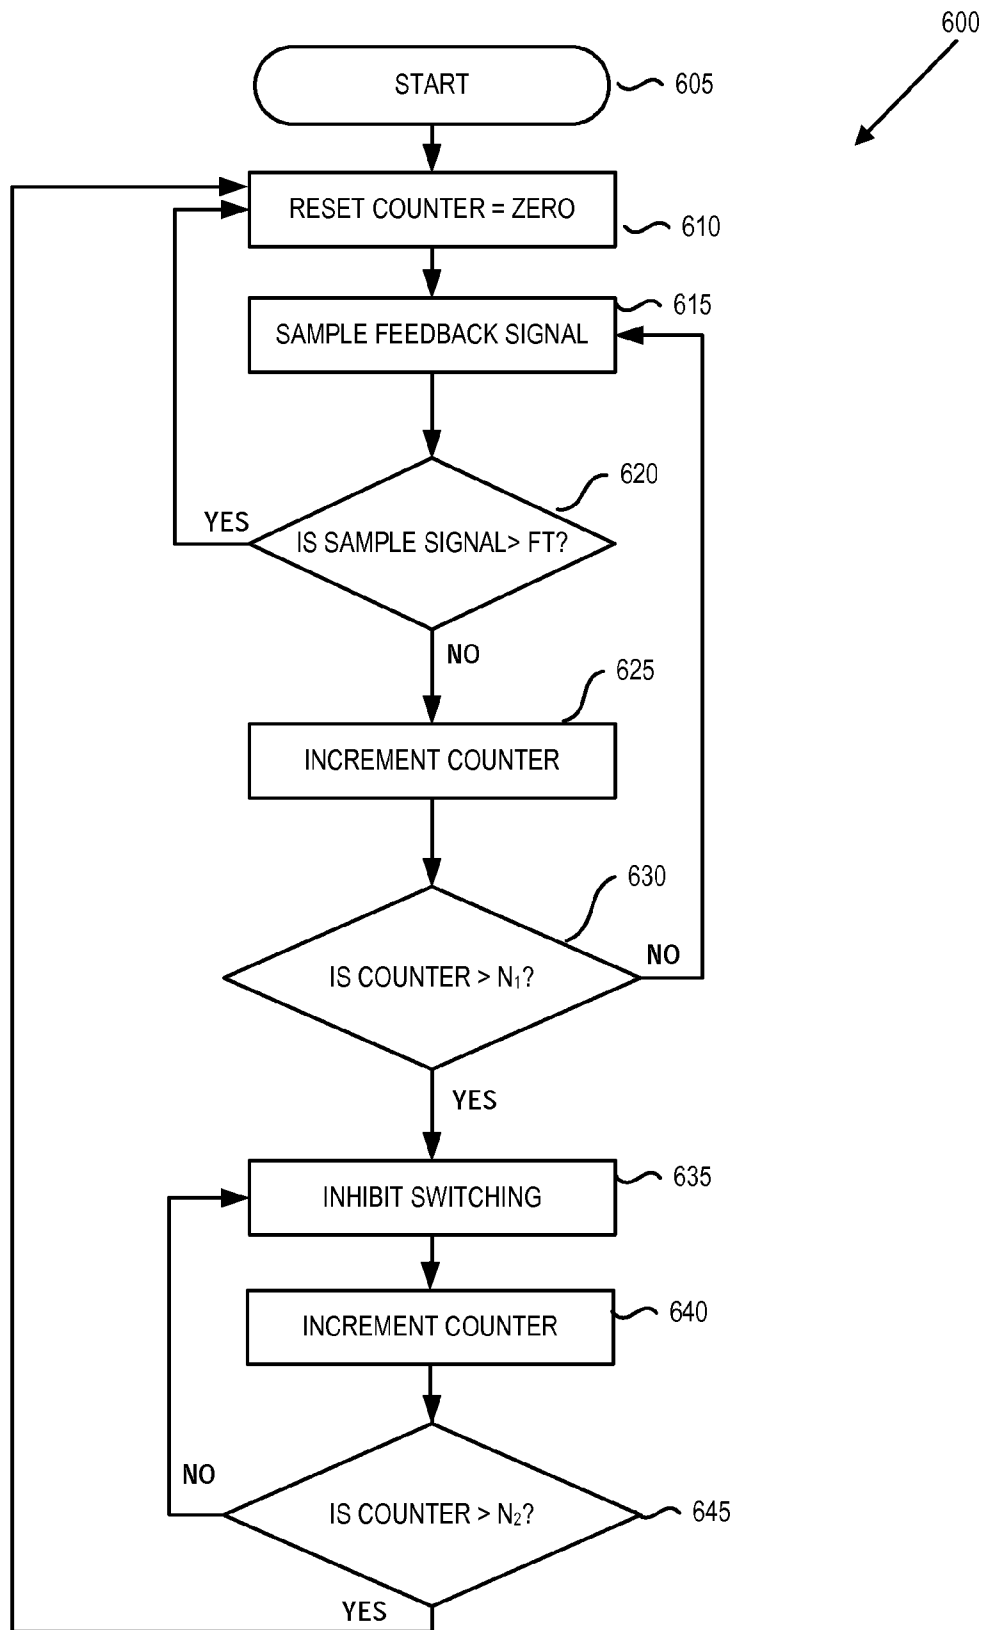 600
START
605
RESET COUNTER = ZERO
610
615
SAMPLE FEEDBACK SIGNAL
620
YES
IS SAMPLE SIGNAL> FT?
NO
625
INCREMENT COUNTER
630
NO
IS COUNTER > N₁?
YES
635
INHIBIT SWITCHING
640
INCREMENT COUNTER
NO
IS COUNTER > N₂?
645
YES